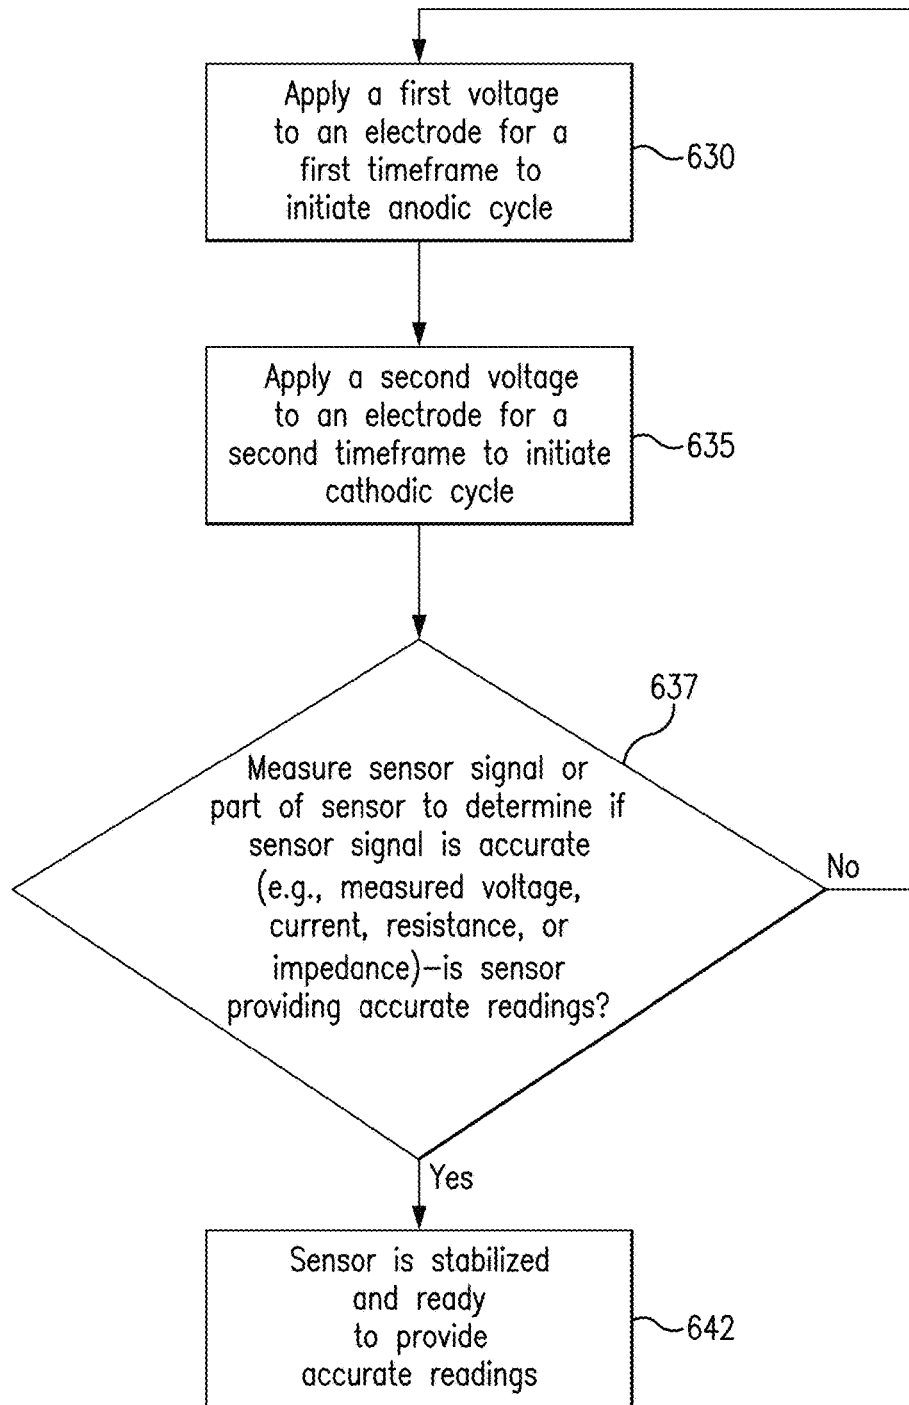 Apply a first voltage
to an electrode for a
first timeframe to
initiate anodic cycle
630
Apply a second voltage
to an electrode for a
second timeframe to initiate
cathodic cycle
635
637
Measure sensor signal or
part of sensor to determine if
sensor signal is accurate
(e.g., measured voltage,
current, resistance, or
impedance)–is sensor
providing accurate readings?
No
Yes
Sensor is stabilized
and ready
to provide
accurate readings
642